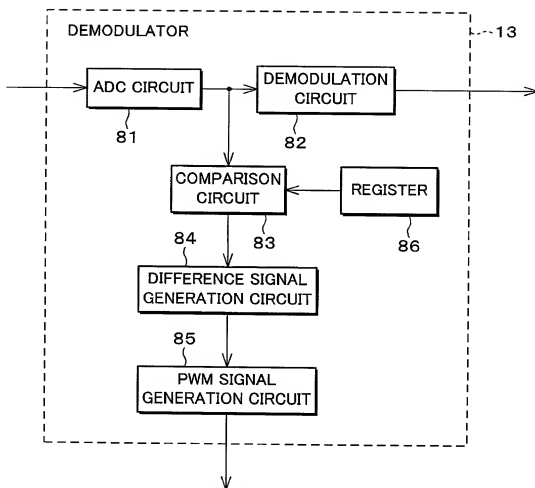 DEMODULATOR
13
ADC CIRCUIT
81
DEMODULATION
CIRCUIT
82
COMPARISON
CIRCUIT
83
REGISTER
86
84
DIFFERENCE SIGNAL
GENERATION CIRCUIT
85
PWM SIGNAL
GENERATION CIRCUIT